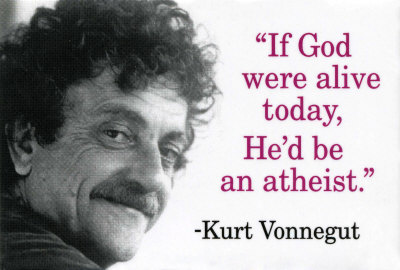 “If God
were alive
today,
He’d be
an atheist.”
-Kurt Vonnegut